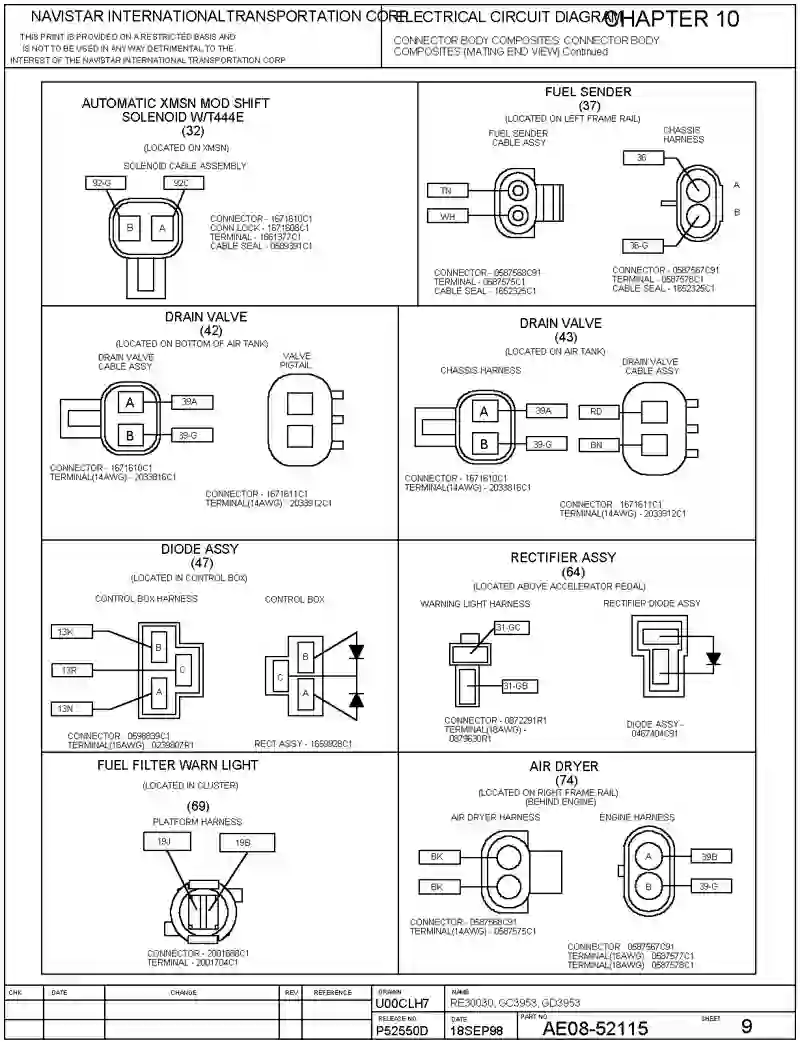 NAVISTAR INTERNATIONAL TRANSPORTATION CORP.
THIS PRINT IS PROVIDED ON A RESTRICTED BASIS AND
IS NOT TO BE USED IN ANY WAY DETRIMENTAL TO THE
INTEREST OF THE NAVISTAR INTERNATIONAL TRANSPORTATION CORP
ELECTRICAL CIRCUIT DIAGRAM
CHAPTER 10
CONNECTOR BODY COMPOSITES: CONNECTOR BODY
COMPOSITES (MATING END VIEW) Continued
AUTOMATIC XMSN MOD SHIFT
SOLENOID W/T444E
(32)
(LOCATED ON XMSN)
SOLENOID CABLE ASSEMBLY
92-G
92C
B
A
CONNECTOR - 1671610C1
CONN LOCK - 1671608C1
TERMINAL - 1661377C1
CABLE SEAL - 0589391C1
FUEL SENDER
(37)
(LOCATED ON LEFT FRAME RAIL)
FUEL SENDER
CABLE ASSY
TN
WH
CONNECTOR - 0587568C91
TERMINAL - 0587575C1
CABLE SEAL - 1652325C1
CHASSIS
HARNESS
36
A
B
36-G
CONNECTOR - 0587567C91
TERMINAL - 0587578C1
CABLE SEAL - 1652325C1
DRAIN VALVE
(42)
(LOCATED ON BOTTOM OF AIR TANK)
DRAIN VALVE
CABLE ASSY
A
39A
B
39-G
CONNECTOR - 1671610C1
TERMINAL(14AWG) - 2033816C1
VALVE
PIGTAIL
CONNECTOR - 1671611C1
TERMINAL(14AWG) 2033912C1
DRAIN VALVE
(43)
(LOCATED ON AIR TANK)
CHASSIS HARNESS
A
39A
B
39-G
CONNECTOR - 1671610C1
TERMINAL(14AWG) - 2033816C1
DRAIN VALVE
CABLE ASSY
RD
BN
CONNECTOR 1671611C1
TERMINAL(14AWG) - 2033912C1
DIODE ASSY
(47)
(LOCATED IN CONTROL BOX)
CONTROL BOX HARNESS
13K
13R
13N
B
C
A
CONNECTOR 0598839C1
TERMINAL(16AWG) 0239807R1
CONTROL BOX
B
C
A
RECT ASSY - 1659928C1
RECTIFIER ASSY
(64)
(LOCATED ABOVE ACCELERATOR PEDAL)
WARNING LIGHT HARNESS
31-GC
31-GB
CONNECTOR - 0872291R1
TERMINAL(18AWG) -
0879630R1
RECTIFIER DIODE ASSY
DIODE ASSY -
0467404C91
FUEL FILTER WARN LIGHT
(LOCATED IN CLUSTER)
(69)
PLATFORM HARNESS
19J
19B
CONNECTOR - 2001688C1
TERMINAL - 2001704C1
AIR DRYER
(74)
(LOCATED ON RIGHT FRAME RAIL)
(BEHIND ENGINE)
AIR DRYER HARNESS
BK
BK
CONNECTOR - 0587568C91
TERMINAL(14AWG) - 0587575C1
ENGINE HARNESS
A
39B
B
39-G
CONNECTOR 0587567C91
TERMINAL(16AWG) 0587577C1
TERMINAL(18AWG) 0587578C1
CHK
DATE
CHANGE
REV
REFERENCE
DRAWN
U00CLH7
NAME
RE30030, GC3953, GD3953
RELEASE NO.
P52550D
DATE
18SEP98
PART NO.
AE08-52115
SHEET
9